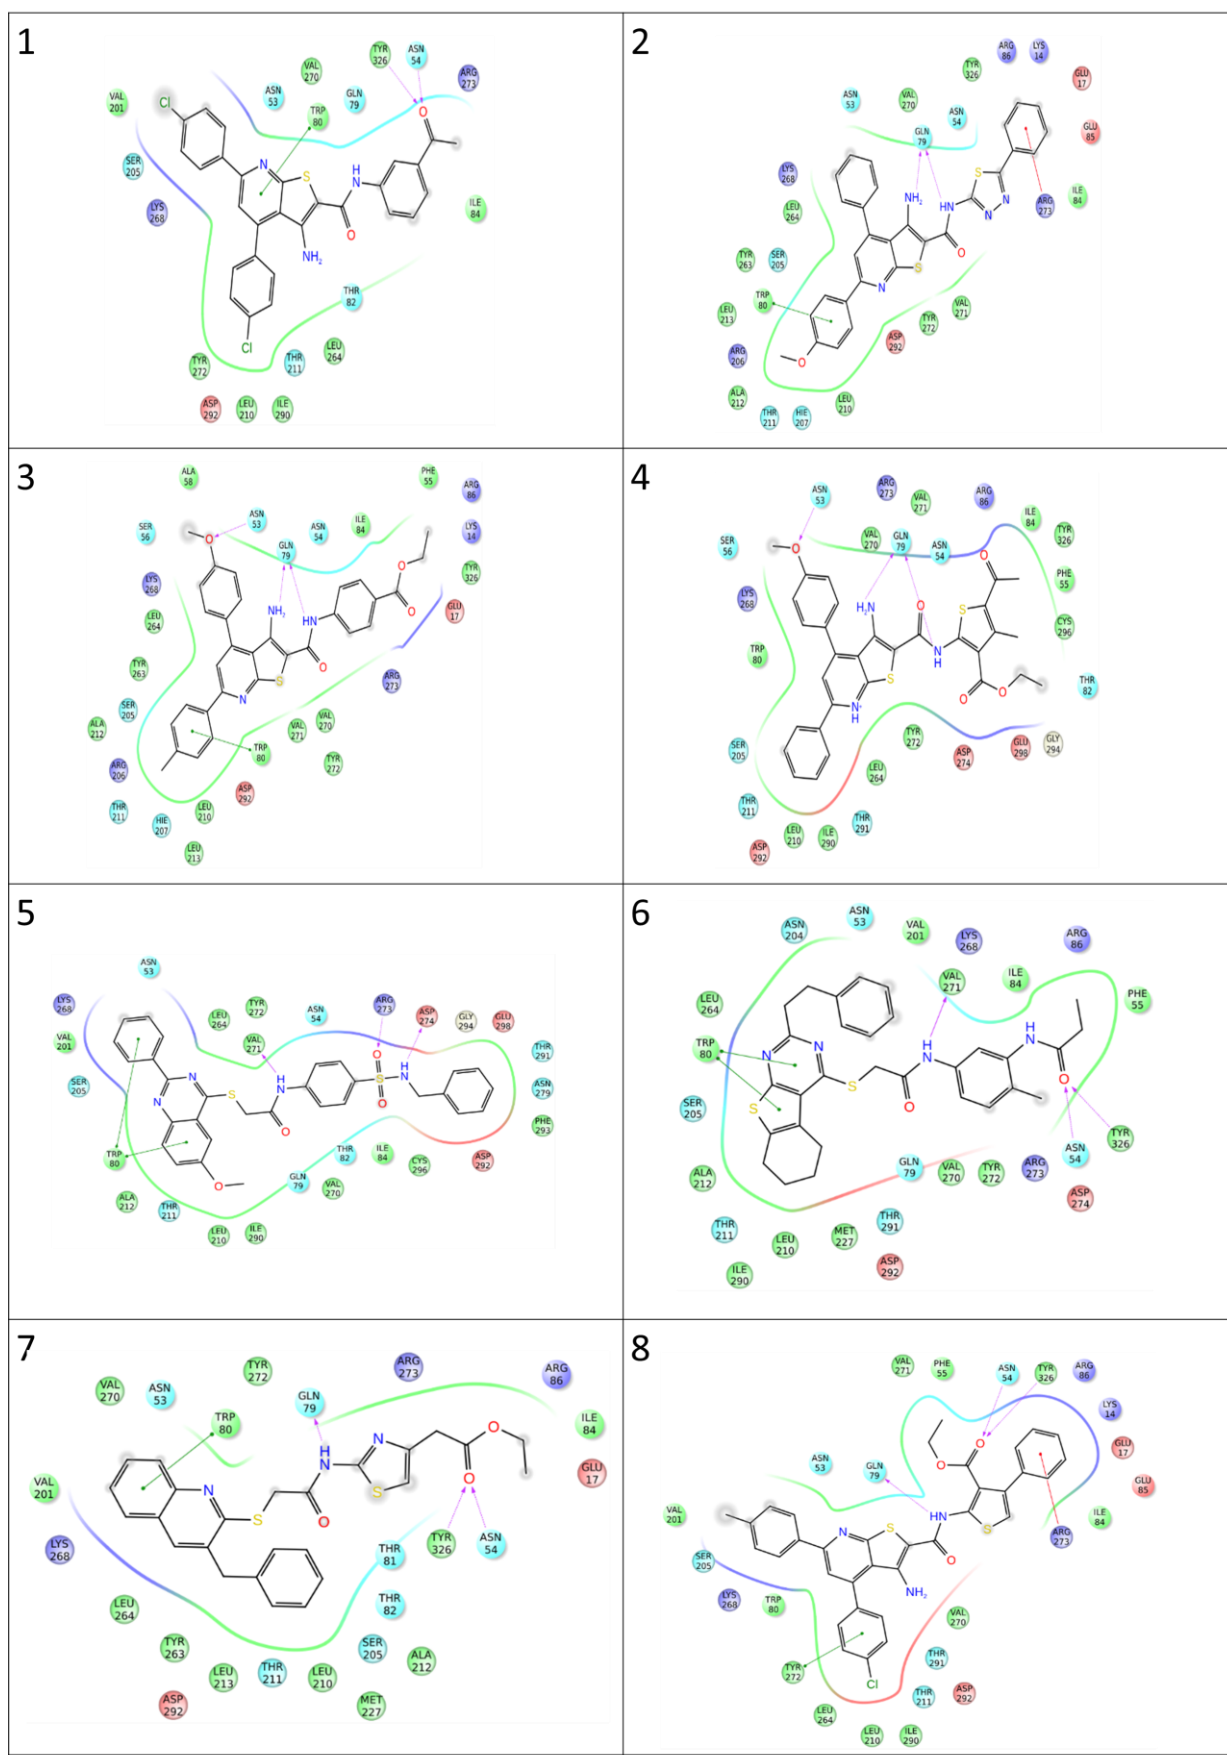 1
TYR 326
ASN 54
VAL 270
ARG 273
ASN 53
GLN 79
VAL 201
Cl
TRP 80
O
SER 205
N
S
NH
LYS 268
ILE 84
O
NH₂
THR 82
Cl
TYR 272
THR 211
LEU 264
ASP 292
LEU 210
ILE 290
2
ARG 86
LYS 14
TYR 326
GLU 17
ASN 53
VAL 270
ASN 54
GLN 79
GLU 85
LYS 268
S
NH₂
HN
N
N
ARG 273
ILE 84
LEU 264
O
TYR 263
SER 205
S
N
TRP 80
LEU 213
TYR 272
VAL 271
ASP 292
ARG 206
O
ALA 212
THR 211
HIE 207
LEU 210
3
ALA 58
PHE 55
ARG 86
SER 56
ASN 53
ASN 54
ILE 84
LYS 14
O
GLN 79
O
TYR 326
LYS 268
NH₂
HN
O
GLU 17
LEU 264
O
TYR 263
S
N
ARG 273
SER 205
ALA 212
VAL 271
VAL 270
TRP 80
TYR 272
ARG 206
ASP 292
THR 211
HIE 207
LEU 210
LEU 213
4
ASN 53
ARG 273
VAL 271
ARG 86
ILE 84
SER 56
O
VAL 270
GLN 79
ASN 54
TYR 326
O
PHE 55
LYS 268
H₂N
O
S
CYS 296
TRP 80
NH
S
O
O
THR 82
NH⁺
SER 205
TYR 272
ASP 274
GLU 298
GLY 294
LEU 264
THR 211
LEU 210
ILE 290
THR 291
ASP 292
5
ASN 53
LYS 268
LEU 264
TYR 272
ASN 54
ARG 273
ASP 274
GLY 294
GLU 298
VAL 201
VAL 271
O
H
N
THR 291
SER 205
N
S
H
N
S
O
ASN 279
N
O
PHE 293
TRP 80
THR 82
ILE 84
CYS 296
ASP 292
ALA 212
THR 211
O
GLN 79
VAL 270
LEU 210
ILE 290
6
ASN 204
ASN 53
VAL 201
LYS 268
ARG 86
LEU 264
VAL 271
ILE 84
PHE 55
TRP 80
N
N
H
N
H
N
O
S
O
SER 205
S
ASN 54
TYR 326
ALA 212
GLN 79
VAL 270
TYR 272
ARG 273
ASP 274
THR 211
LEU 210
MET 227
THR 291
ILE 290
ASP 292
7
VAL 270
ASN 53
TYR 272
ARG 273
ARG 86
GLN 79
TRP 80
ILE 84
H
N
N
O
GLU 17
VAL 201
N
S
O
S
O
LYS 268
THR 81
TYR 326
ASN 54
LEU 264
THR 82
TYR 263
SER 205
ALA 212
LEU 213
THR 211
LEU 210
ASP 292
MET 227
8
VAL 271
PHE 55
ASN 54
TYR 326
ARG 86
LYS 14
ASN 53
GLN 79
O
O
GLU 17
GLU 85
VAL 201
HN
S
ILE 84
ARG 273
SER 205
N
S
O
LYS 268
TRP 80
NH₂
VAL 270
TYR 272
Cl
THR 291
THR 211
ASP 292
LEU 264
LEU 210
ILE 290